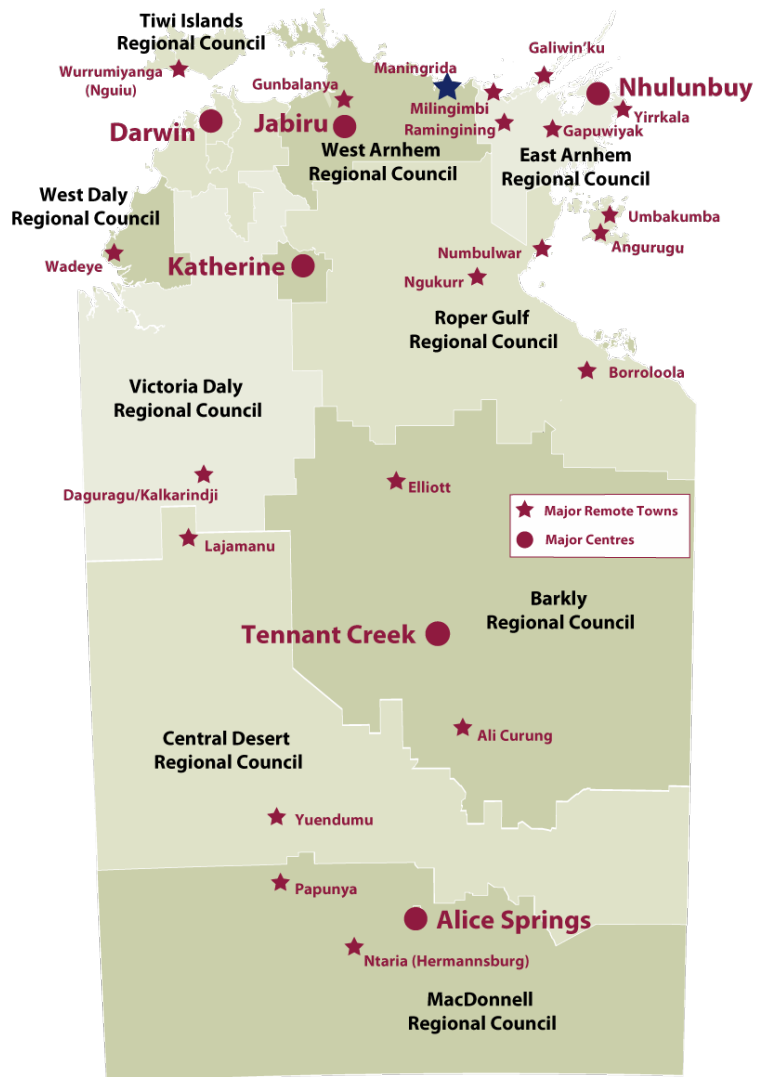 Tiwi Islands
Regional Council
Wurrumiyanga
(Nguiu)
Gunbalanya
Maningrida
Galiwin’ku
Nhulunbuy
Milingimbi
Yirrkala
Darwin
Jabiru
Ramingining
Gapuwiyak
West Arnhem
Regional Council
East Arnhem
Regional Council
West Daly
Regional Council
Umbakumba
Angurugu
Wadeye
Katherine
Numbulwar
Ngukurr
Roper Gulf
Regional Council
Borroloola
Victoria Daly
Regional Council
Daguragu/Kalkarindji
Elliott
Major Remote Towns
Major Centres
Lajamanu
Barkly
Regional Council
Tennant Creek
Central Desert
Regional Council
Ali Curung
Yuendumu
Papunya
Alice Springs
Ntaria (Hermannsburg)
MacDonnell
Regional Council